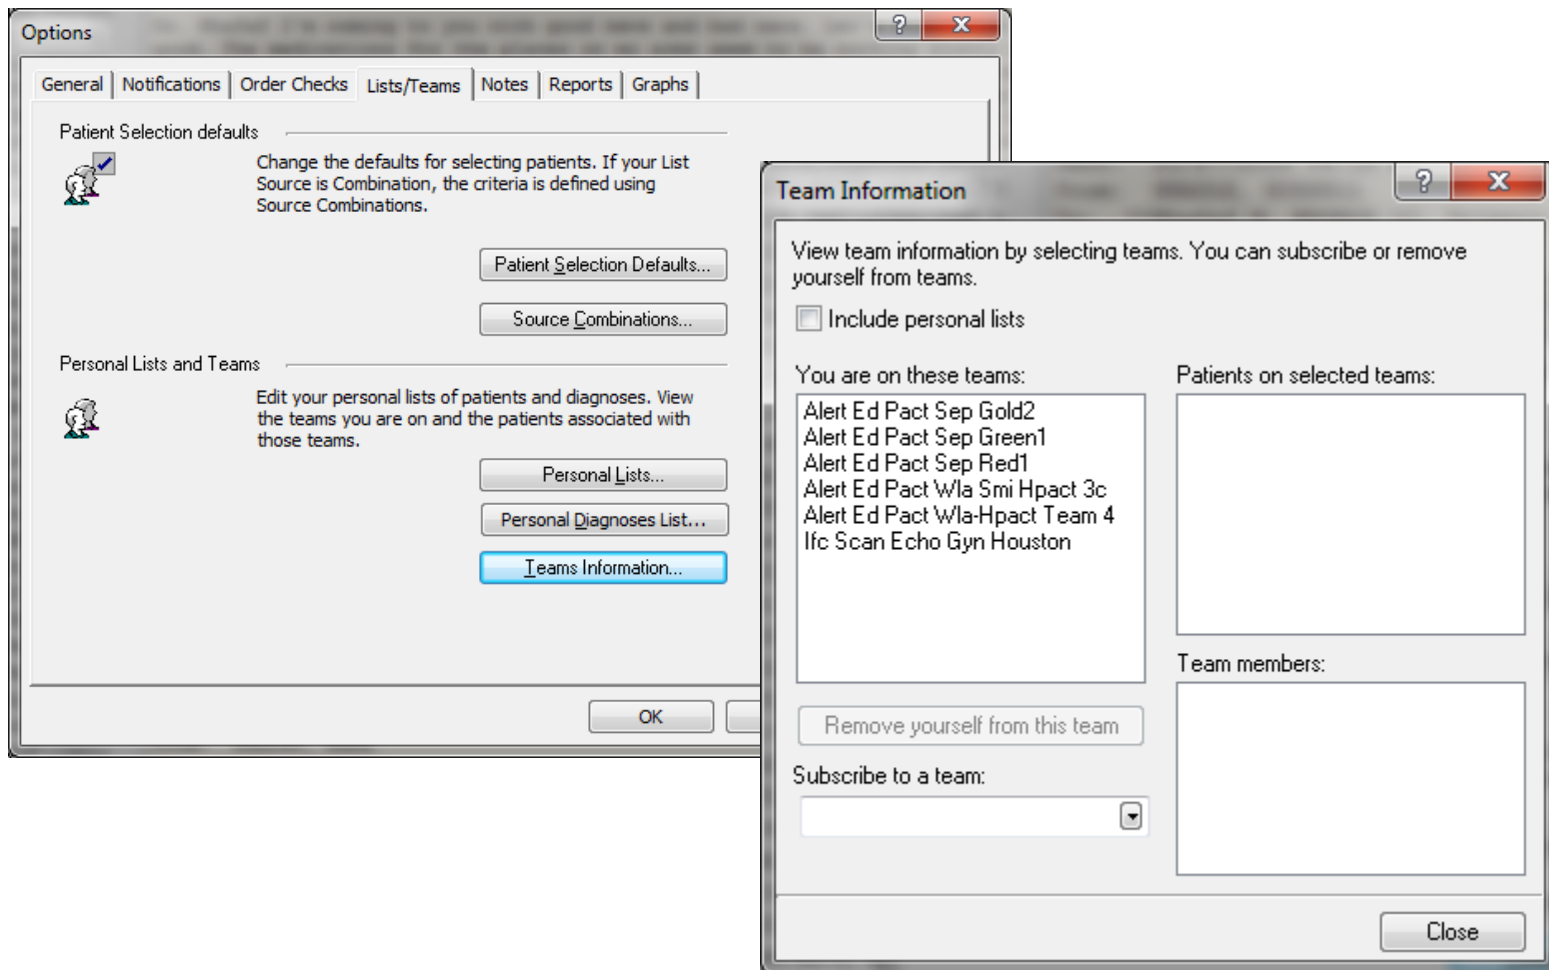 Options
General
Notifications
Order Checks
Lists/Teams
Notes
Reports
Graphs
Patient Selection defaults
Change the defaults for selecting patients. If your List
Source is Combination, the criteria is defined using
Source Combinations.
Patient Selection Defaults...
Source Combinations...
Personal Lists and Teams
Edit your personal lists of patients and diagnoses. View
the teams you are on and the patients associated with
those teams.
Personal Lists...
Personal Diagnoses List...
Teams Information...
OK
Team Information
View team information by selecting teams. You can subscribe or remove
yourself from teams.
Include personal lists
You are on these teams:
Alert Ed Pact Sep Gold2
Alert Ed Pact Sep Green1
Alert Ed Pact Sep Red1
Alert Ed Pact Wla Smi Hpact 3c
Alert Ed Pact Wla-Hpact Team 4
Ifc Scan Echo Gyn Houston
Remove yourself from this team
Subscribe to a team:
Patients on selected teams:
Team members:
Close